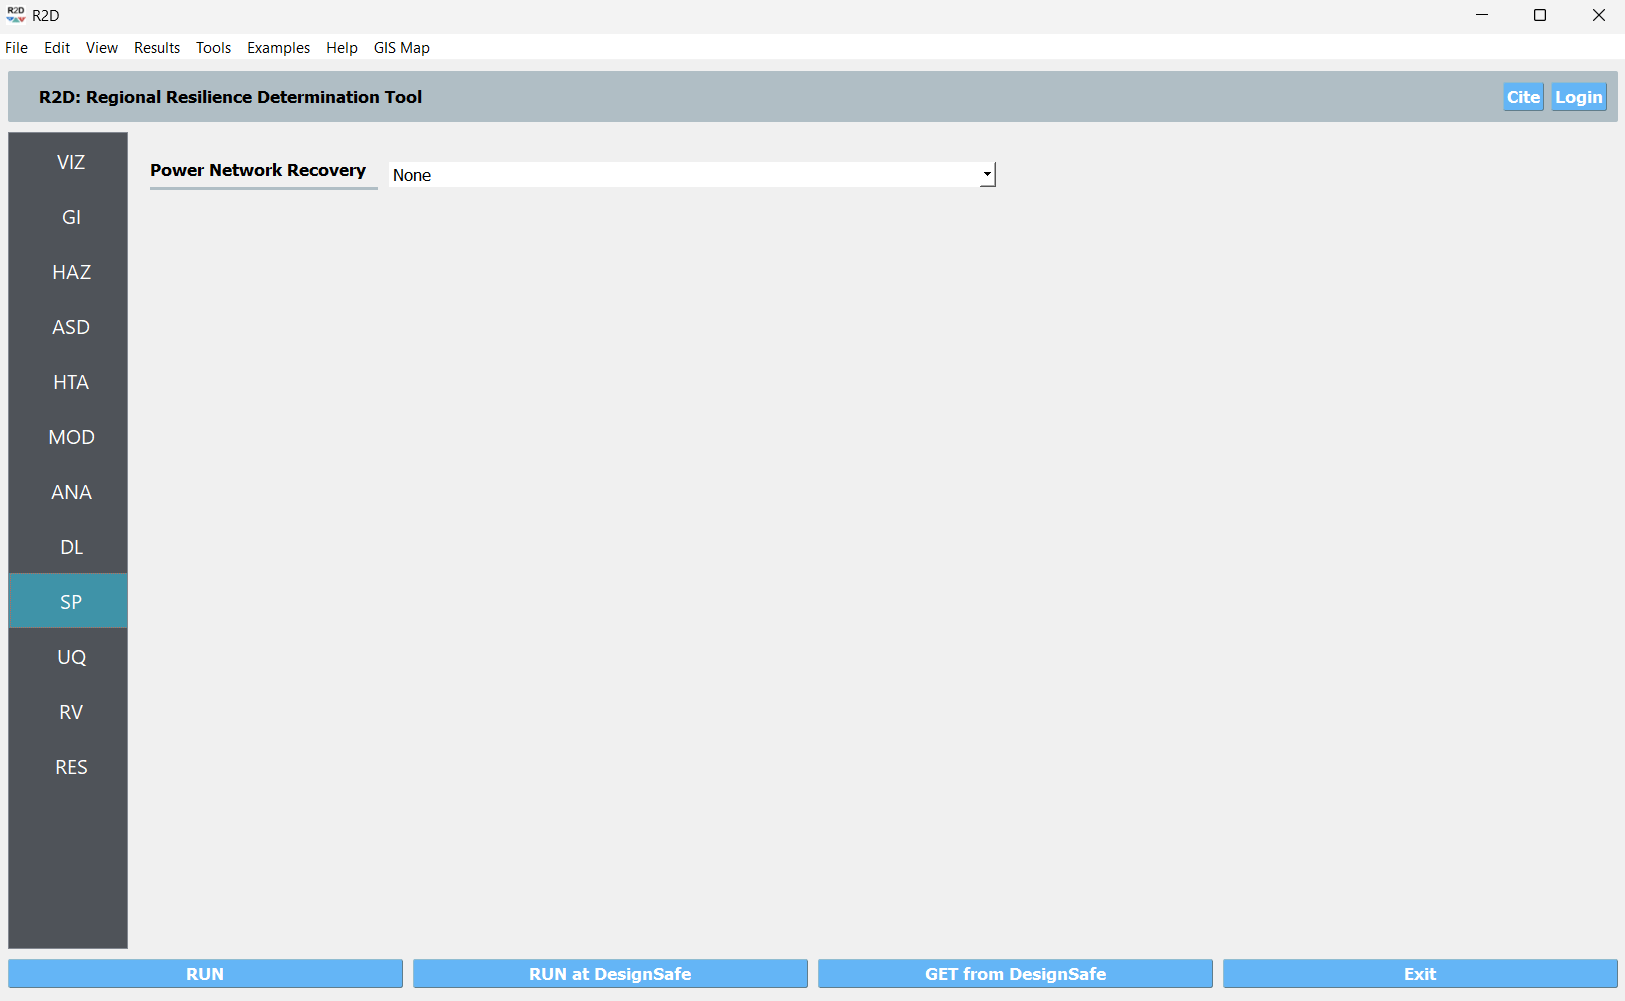 R2D R2D
File Edit View Results Tools Examples Help GIS Map
R2D: Regional Resilience Determination Tool Cite Login
VIZ
Power Network Recovery None
GI
HAZ
ASD
HTA
MOD
ANA
DL
SP
UQ
RV
RES
RUN RUN at DesignSafe GET from DesignSafe Exit